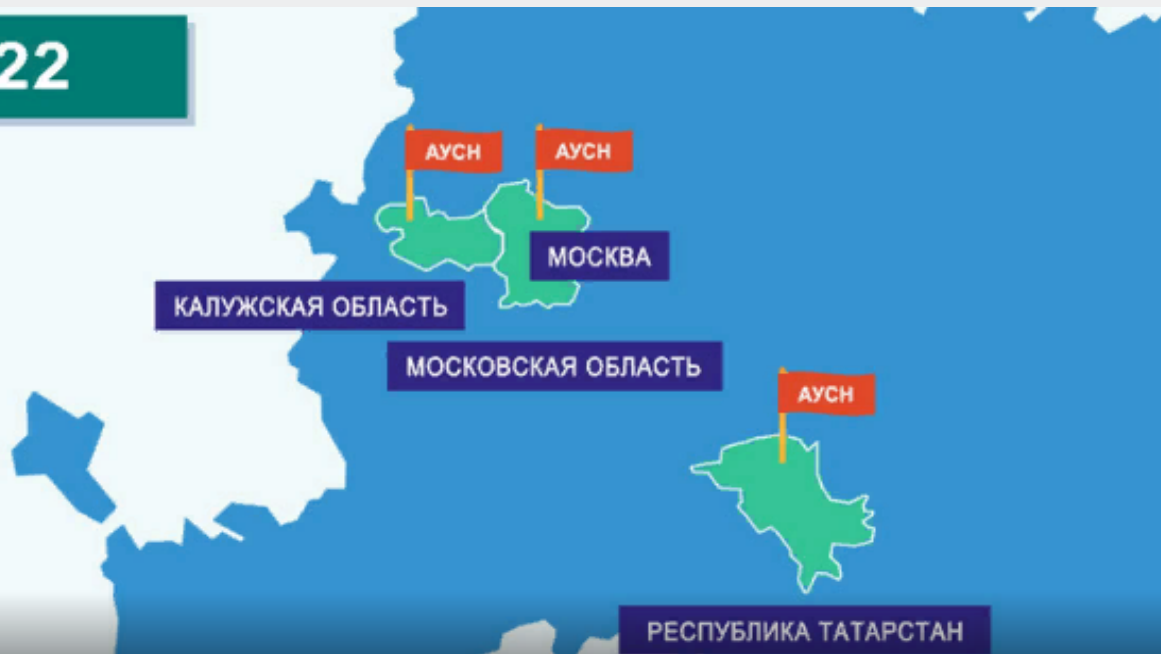 22
АУСН
АУСН
МОСКВА
КАЛУЖСКАЯ ОБЛАСТЬ
МОСКОВСКАЯ ОБЛАСТЬ
АУСН
РЕСПУБЛИКА ТАТАРСТАН